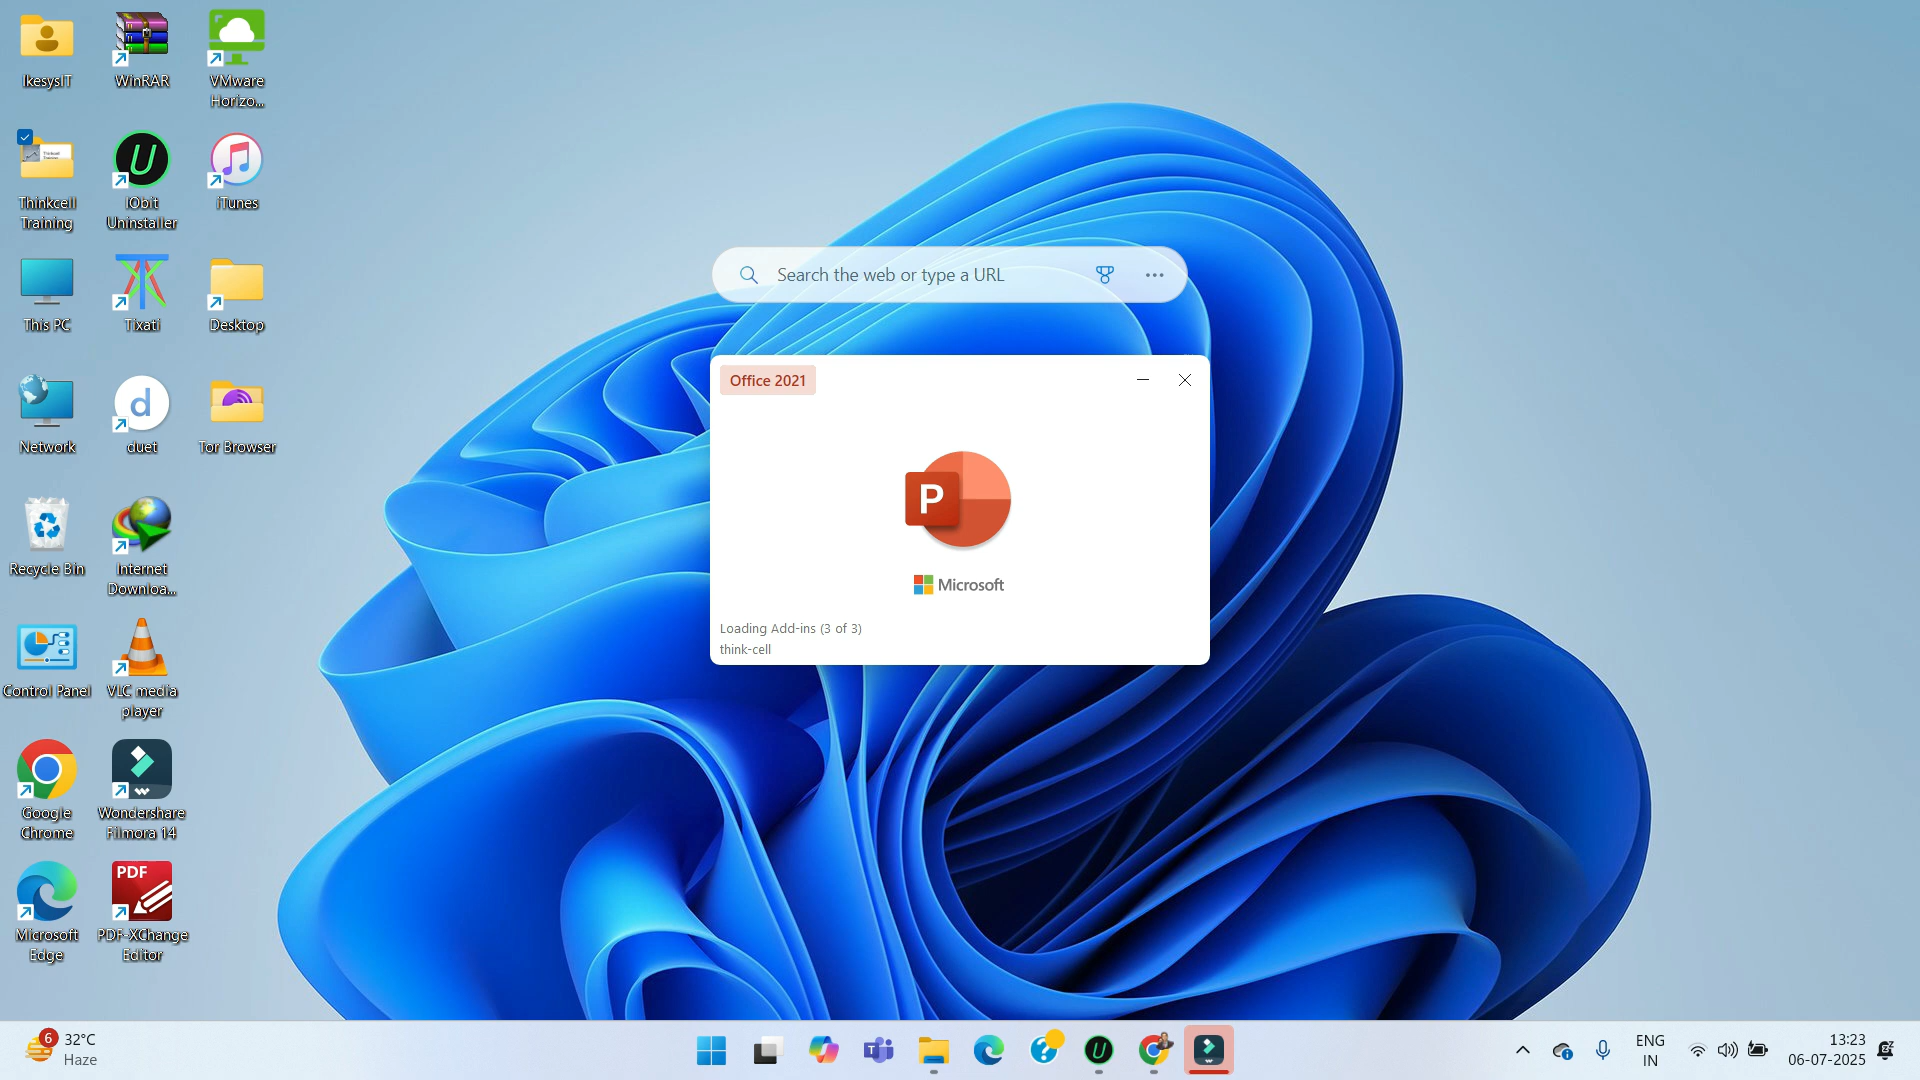 IkesysIT
WinRAR
VMware
Horizo...
Thinkcell
Training
IObit
Uninstaller
iTunes
This PC
Tixati
Desktop
Network
duet
Tor Browser
Recycle Bin
Internet
Downloa...
Control Panel
VLC media
player
Google
Chrome
Wondershare
Filmora 14
PDF
Microsoft
Edge
PDF-XChange
Editor
Search the web or type a URL
Office 2021
P
Microsoft
Loading Add-ins (3 of 3)
think-cell
6
32°C
Haze
ENG
IN
13:23
06-07-2025